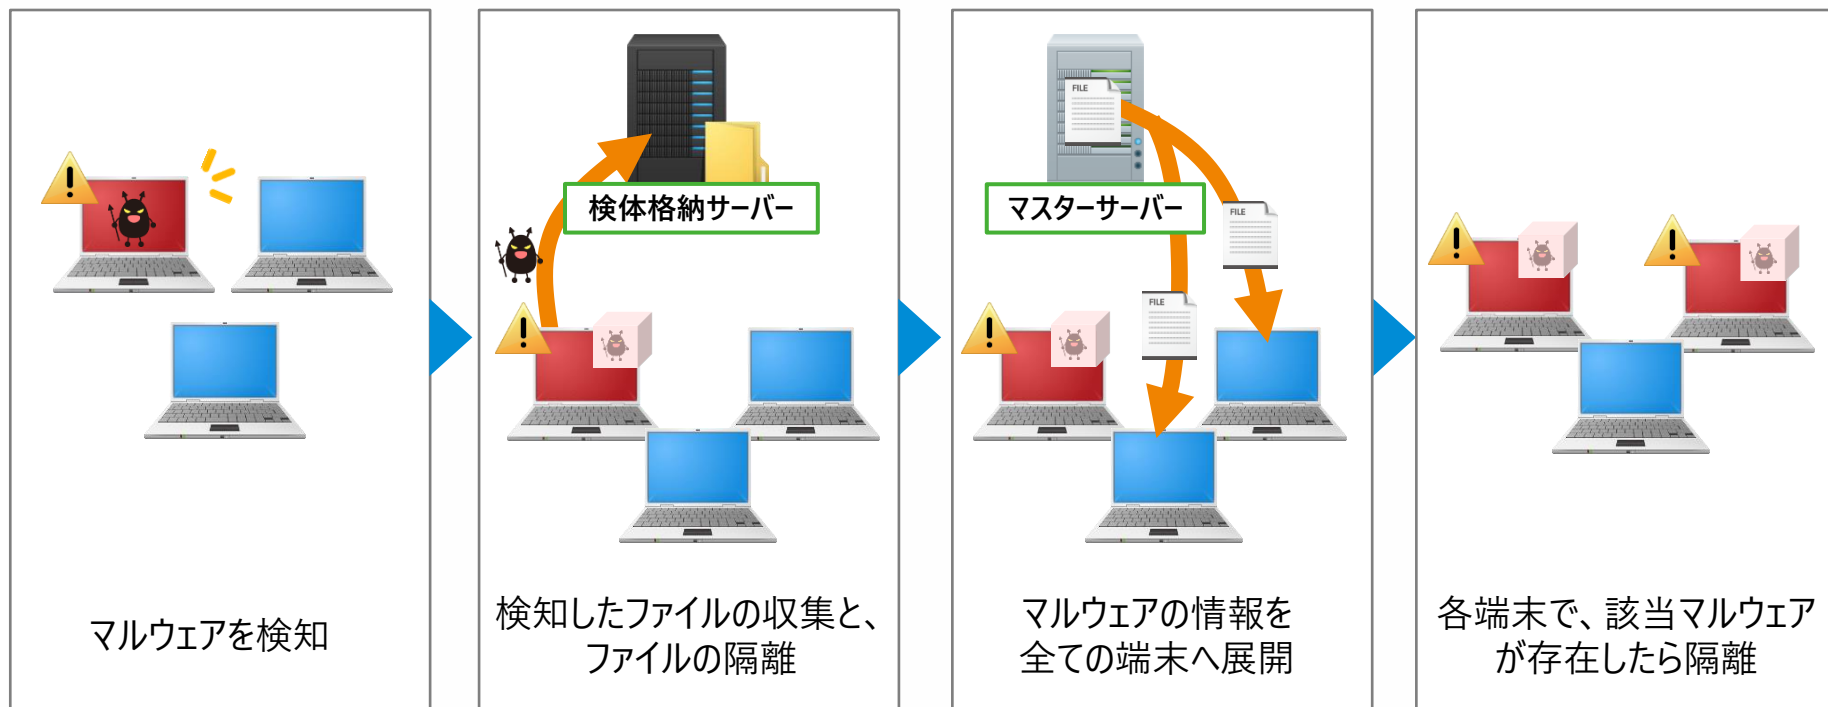 検体格納サーバー
FILE
マスターサーバー
FILE
FILE
マルウェアを検知
検知したファイルの収集と、
ファイルの隔離
マルウェアの情報を
全ての端末へ展開
各端末で、該当マルウェア
が存在したら隔離